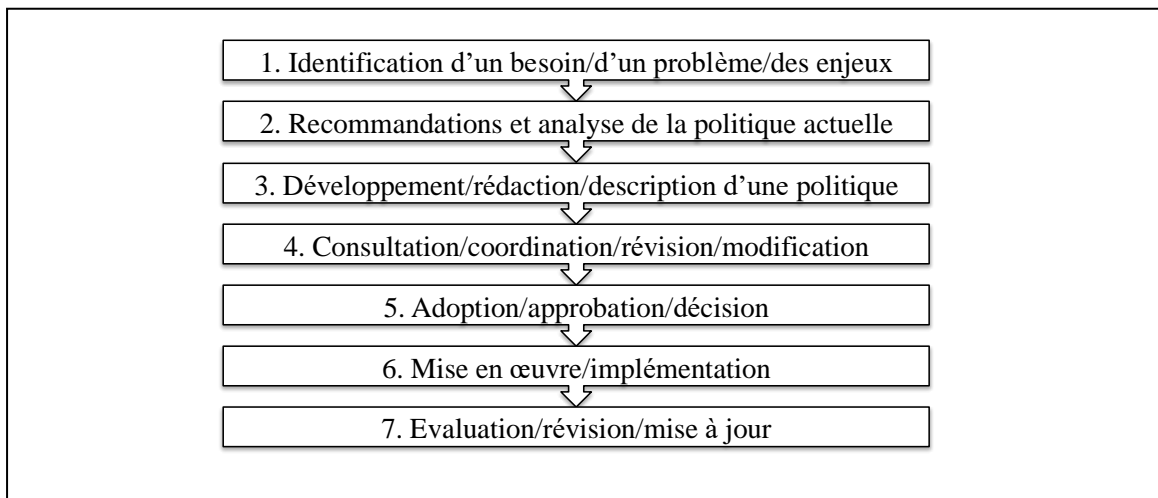 1. Identification d’un besoin/d’un problème/des enjeux
2. Recommandations et analyse de la politique actuelle
3. Développement/rédaction/description d’une politique
4. Consultation/coordination/révision/modification
5. Adoption/approbation/décision
6. Mise en œuvre/implémentation
7. Evaluation/révision/mise à jour